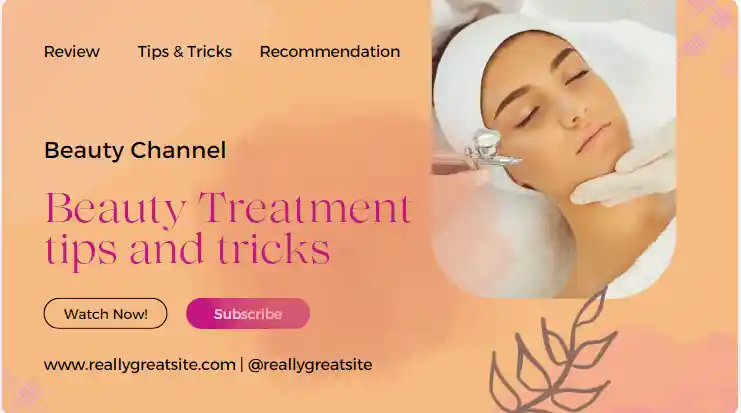 Review Tips & Tricks Recommendation
Beauty Channel
Beauty Treatment
tips and tricks
Watch Now! Subscribe
www.reallygreatsite.com | @reallygreatsite